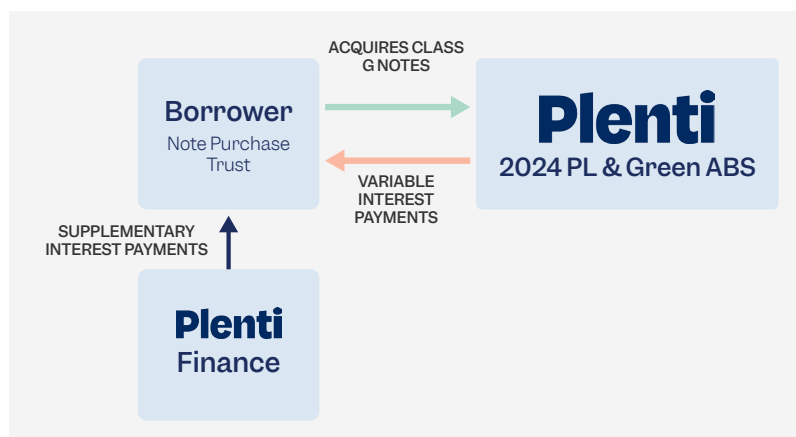 ACQUIRES CLASS
G NOTES
Borrower
Note Purchase
Trust
Plenti
2024 PL & Green ABS
VARIABLE
INTEREST
PAYMENTS
SUPPLEMENTARY
INTEREST PAYMENTS
Plenti
Finance